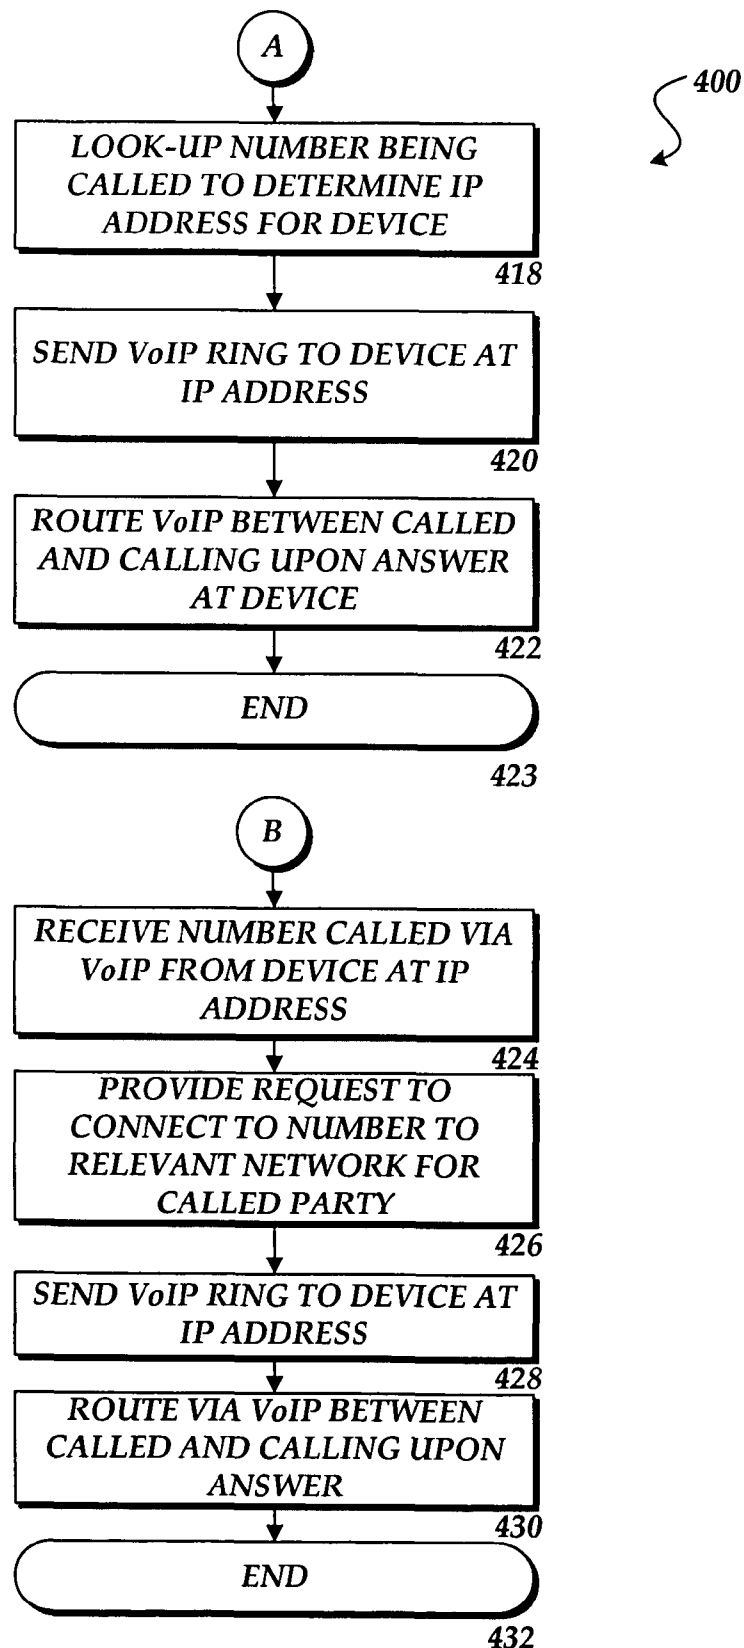 A
400
LOOK-UP NUMBER BEING
CALLED TO DETERMINE IP
ADDRESS FOR DEVICE
418
SEND VoIP RING TO DEVICE AT
IP ADDRESS
420
ROUTE VoIP BETWEEN CALLED
AND CALLING UPON ANSWER
AT DEVICE
422
END
423
B
RECEIVE NUMBER CALLED VIA
VoIP FROM DEVICE AT IP
ADDRESS
424
PROVIDE REQUEST TO
CONNECT TO NUMBER TO
RELEVANT NETWORK FOR
CALLED PARTY
426
SEND VoIP RING TO DEVICE AT
IP ADDRESS
428
ROUTE VIA VoIP BETWEEN
CALLED AND CALLING UPON
ANSWER
430
END
432